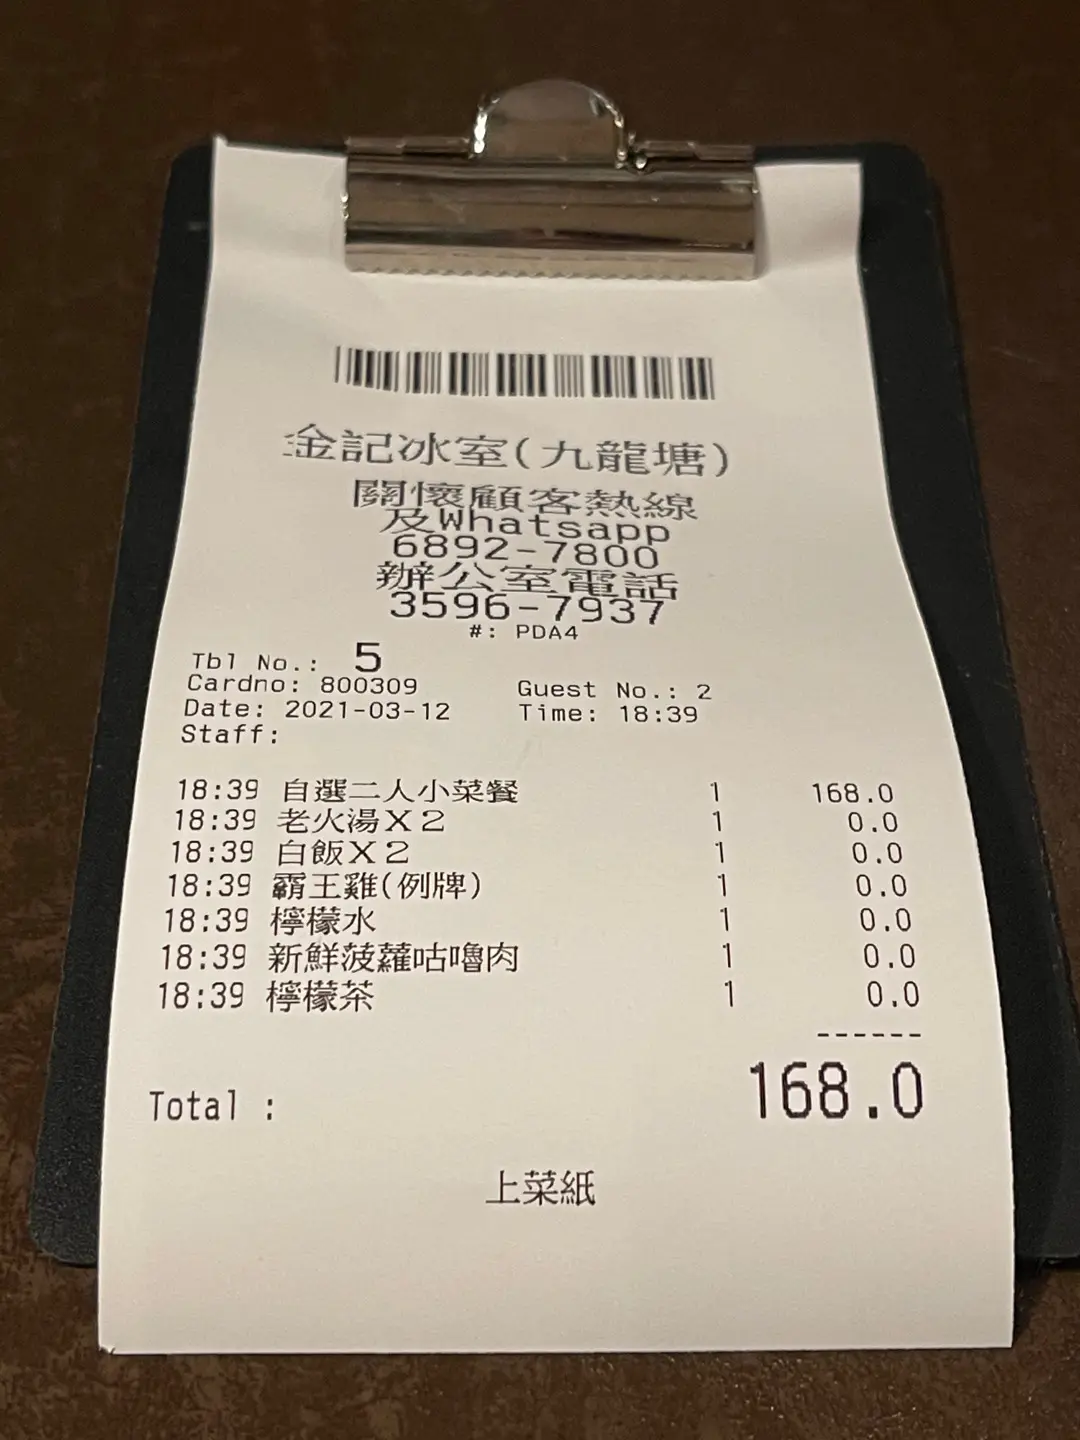 金記冰室(九龍塘)
關懷顧客熱線
及Whatsapp
6892-7800
辦公室電話
3596-7937
#: PDA4
Tbl No.: 5
Cardno: 800309 Guest No.: 2
Date: 2021-03-12 Time: 18:39
Staff:
18:39 自選二人小菜餐 1 168.0
18:39 老火湯X2 1 0.0
18:39 白飯X2 1 0.0
18:39 霸王雞(例牌) 1 0.0
18:39 檸檬水 1 0.0
18:39 新鮮菠蘿咕嚕肉 1 0.0
18:39 檸檬茶 1 0.0
------
Total : 168.0
上菜紙